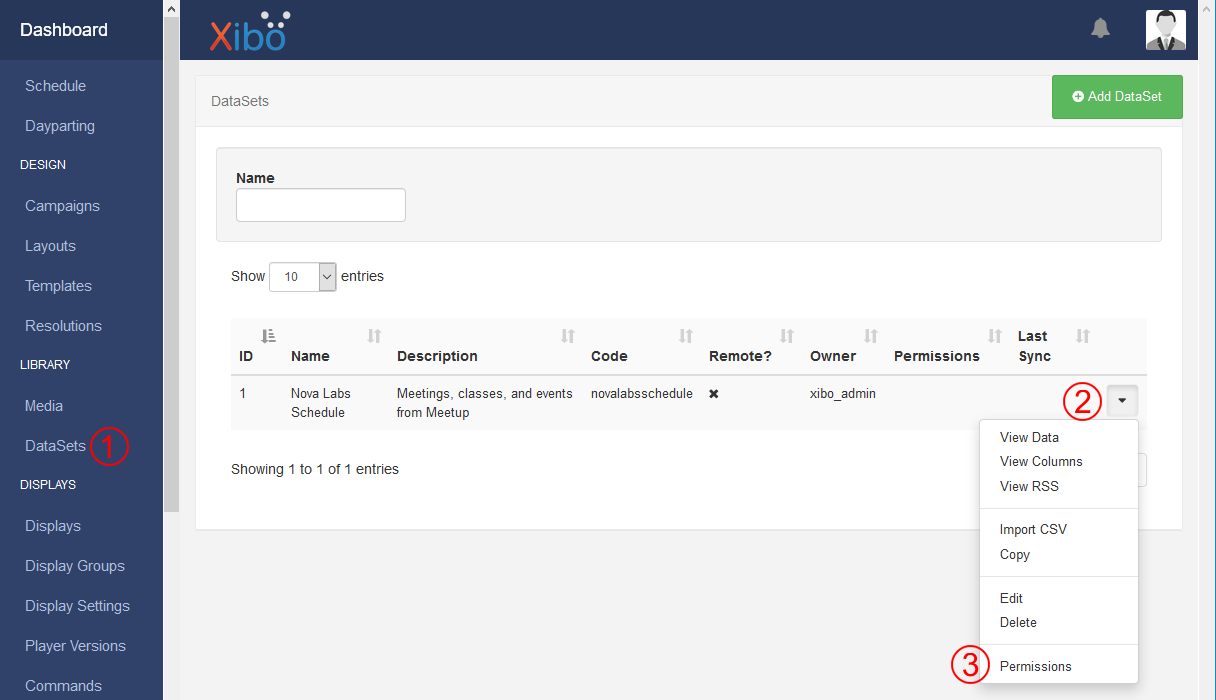 Dashboard
Schedule
Dayparting
DESIGN
Campaigns
Layouts
Templates
Resolutions
LIBRARY
Media
DataSets 1
DISPLAYS
Displays
Display Groups
Display Settings
Player Versions
Commands
Xibo
DataSets
Add DataSet
Name
Show 10 entries
ID Name Description Code Remote? Owner Permissions Last Sync
1 Nova Labs Schedule Meetings, classes, and events from Meetup novalabsschedule xibo_admin
2
Showing 1 to 1 of 1 entries
View Data
View Columns
View RSS
Import CSV
Copy
Edit
Delete
3 Permissions